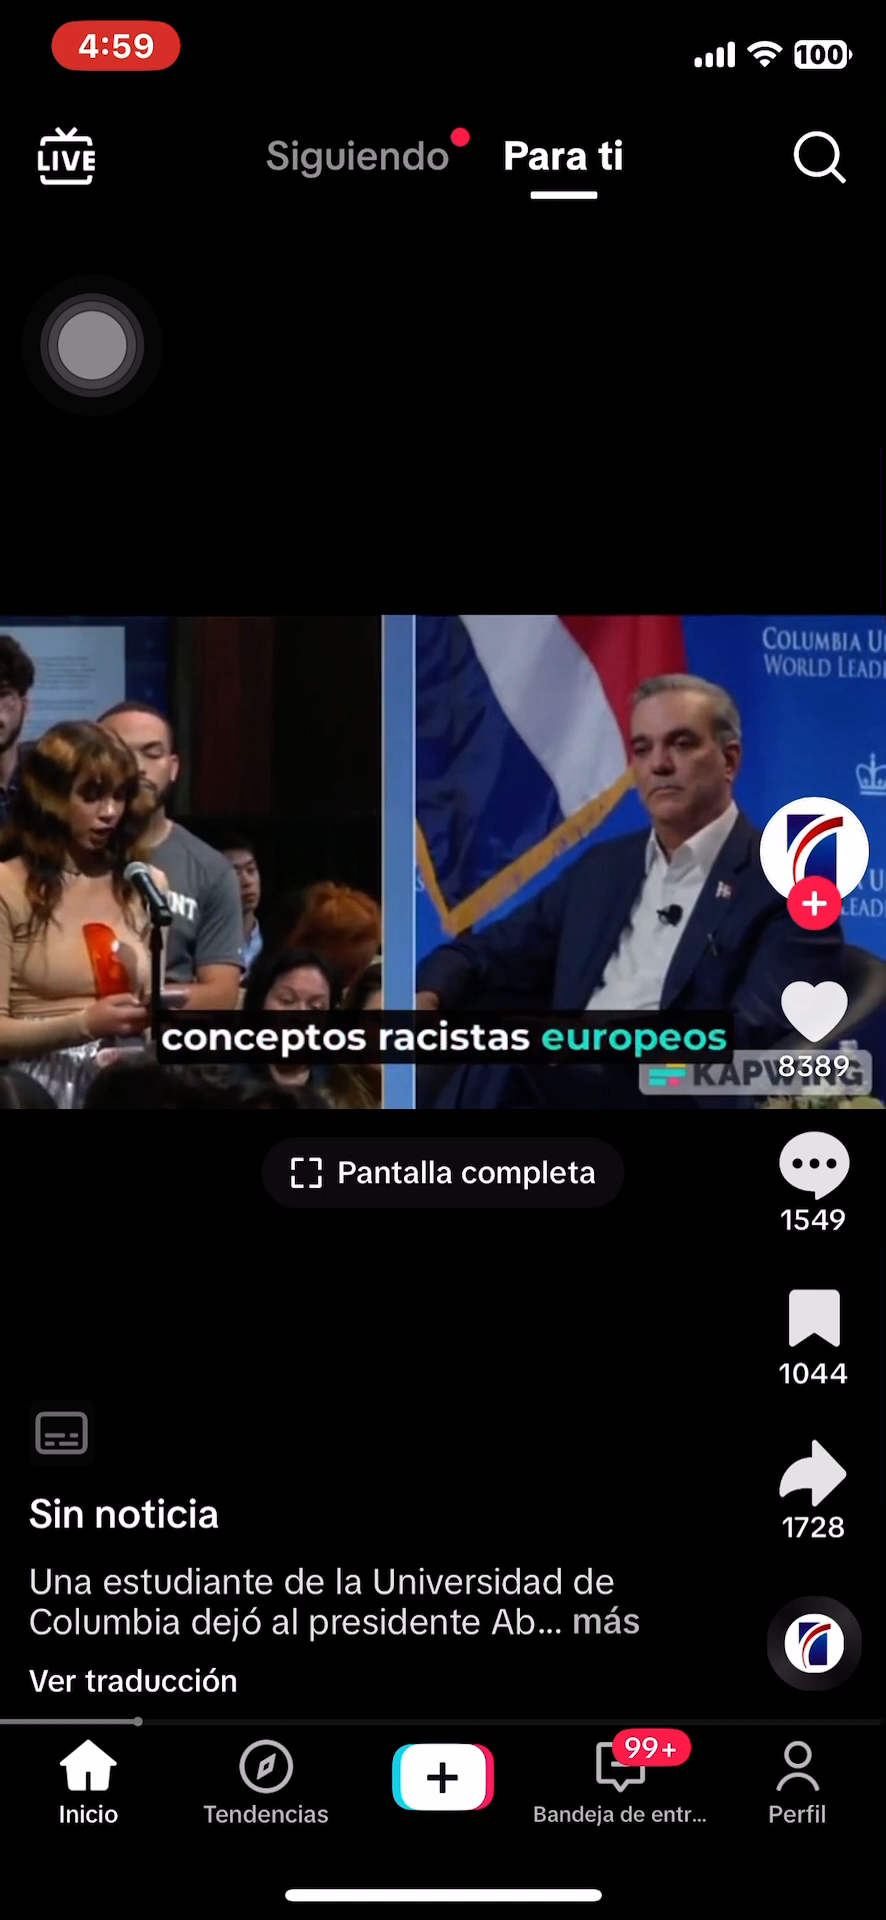 4:59
100
LIVE
Siguiendo
Para ti
COLUMBIA
WORLD
conceptos racistas europeos
KAPWING
8389
Pantalla completa
1549
1044
1728
Sin noticia
Una estudiante de la Universidad de
Columbia dejó al presidente Ab... más
Ver traducción
99+
Inicio
Tendencias
Bandeja de entr...
Perfil